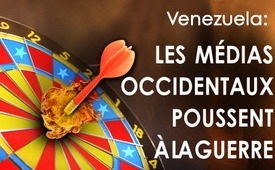 Venezuela:
LES MÉDIAS
OCCIDENTAUX
POUSSENT
ÀLAGUERRE